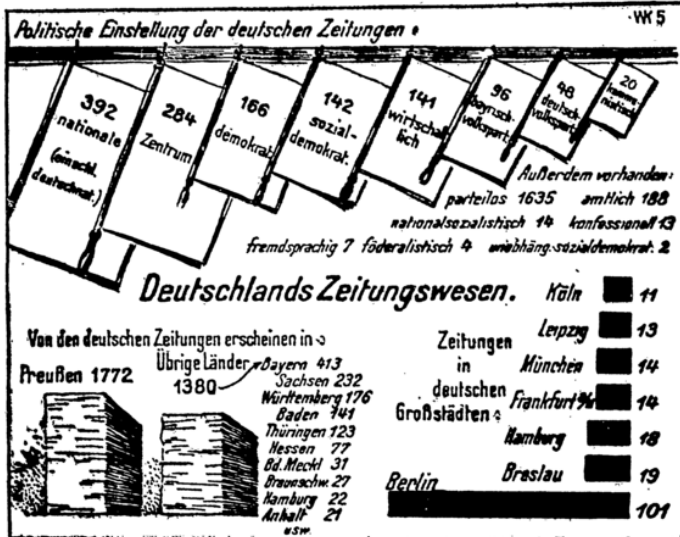 WK 5
Politische Einstellung der deutschen Zeitungen:
392
nationale
(einschl.
deutschnat.)
284
Zentrum
166
demokrat.
142
sozial-
demokrat.
141
wirtschaft-
lich
96
bayrisch-
volkspart.
48
deutsch-
volkspart.
20
kommu-
nistisch
Außerdem vorhanden:
parteilos 1635 amtlich 188
nationalsozialistisch 14 konfessionell 13
fremdsprachig 7 föderalistisch 4 unabhäng. sozialdemokrat. 2
Deutschlands Zeitungswesen.
Von den deutschen Zeitungen erscheinen in:
Preußen 1772
Übrige Länder
1380
Bayern 413
Sachsen 232
Württemberg 176
Baden 141
Thüringen 123
Hessen 77
Bd. Meckl 31
Braunschw. 27
Hamburg 22
Anhalt 21
usw.
Zeitungen
in
deutschen
Großstädten:
Köln 11
Leipzig 13
München 14
Frankfurt a/M 14
Hamburg 18
Breslau 19
Berlin 101